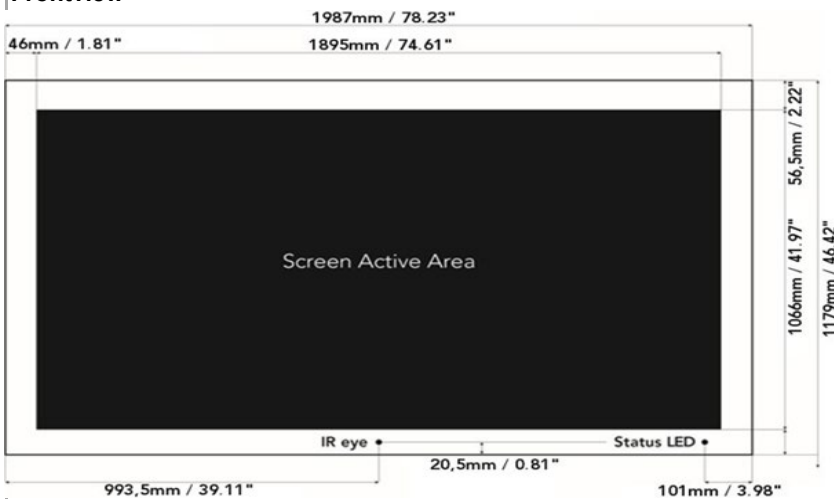 1987mm / 78.23"
46mm / 1.81"
1895mm / 74.61"
56,5mm / 2.22"
1066mm / 41.97"
1179mm / 46.42"
Screen Active Area
IR eye
Status LED
20,5mm / 0.81"
993,5mm / 39.11"
101mm / 3.98"